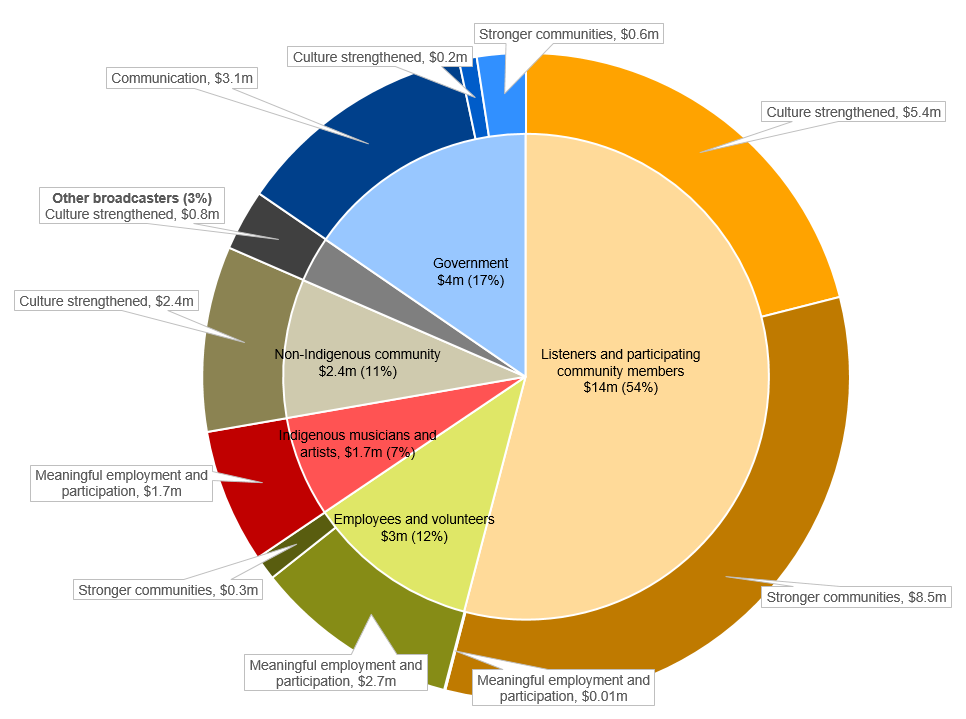 Stronger communities, $0.6m
Culture strengthened, $0.2m
Communication, $3.1m
Culture strengthened, $5.4m
Other broadcasters (3%)
Culture strengthened, $0.8m
Government
$4m (17%)
Culture strengthened, $2.4m
Non-Indigenous community
$2.4m (11%)
Listeners and participating
community members
$14m (54%)
Indigenous musicians and
artists, $1.7m (7%)
Meaningful employment and
participation, $1.7m
Employees and volunteers
$3m (12%)
Stronger communities, $0.3m
Stronger communities, $8.5m
Meaningful employment and
participation, $2.7m
Meaningful employment and
participation, $0.01m